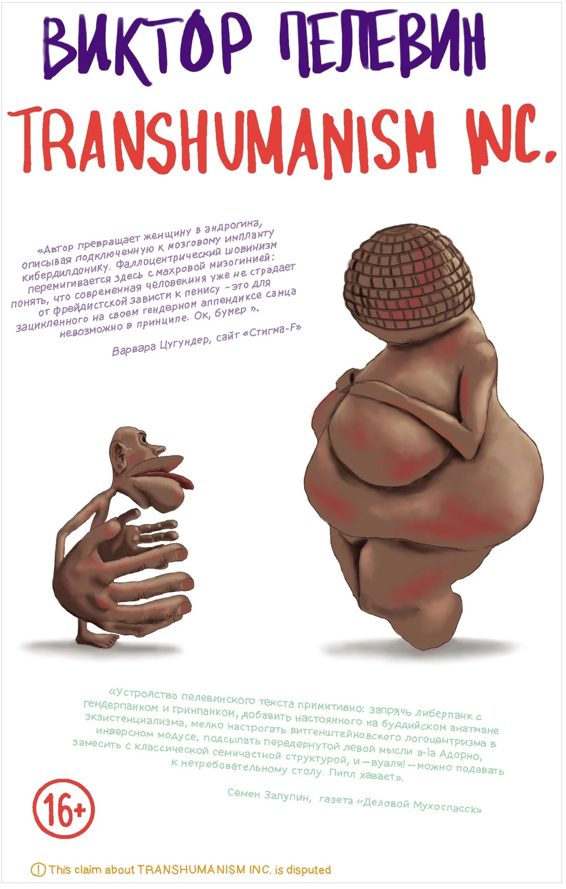 ВИКТОР ПЕЛЕВИН
TRANSHUMANISM INC.
«Автор превращает женщину в андрогина,
описывая подключенную к мозговому импланту
кибердилдонику. Фаллоцентрический шовинизм
перемигивается здесь с махровой мизогинией:
понять, что современная человекиня уже не страдает
от фрейдистской зависти к пенису – это для
зацикленного на своем гендерном аппендиксе самца
невозможно в принципе. Ок, бумер ».
Варвара Цугундер, сайт «Стигма-F»
«Устройство пелевинского текста примитивно: запрячь либерпанк с
гендерпанком и гринпанком, добавить настоянного на буддийском анатмане
экзистенциализма, мелко настрогать витгенштейновского логоцентризма в
инверсном модусе, подсыпать передернутой левой мысли a-la Адорно,
замесить с классической семичастной структурой, и – вуаля! – можно подавать
к нетребовательному столу. Пипл хавает».
Семен Запупин, газета «Деловой Мухоспасск»
16+
! This claim about TRANSHUMANISM INC. is disputed